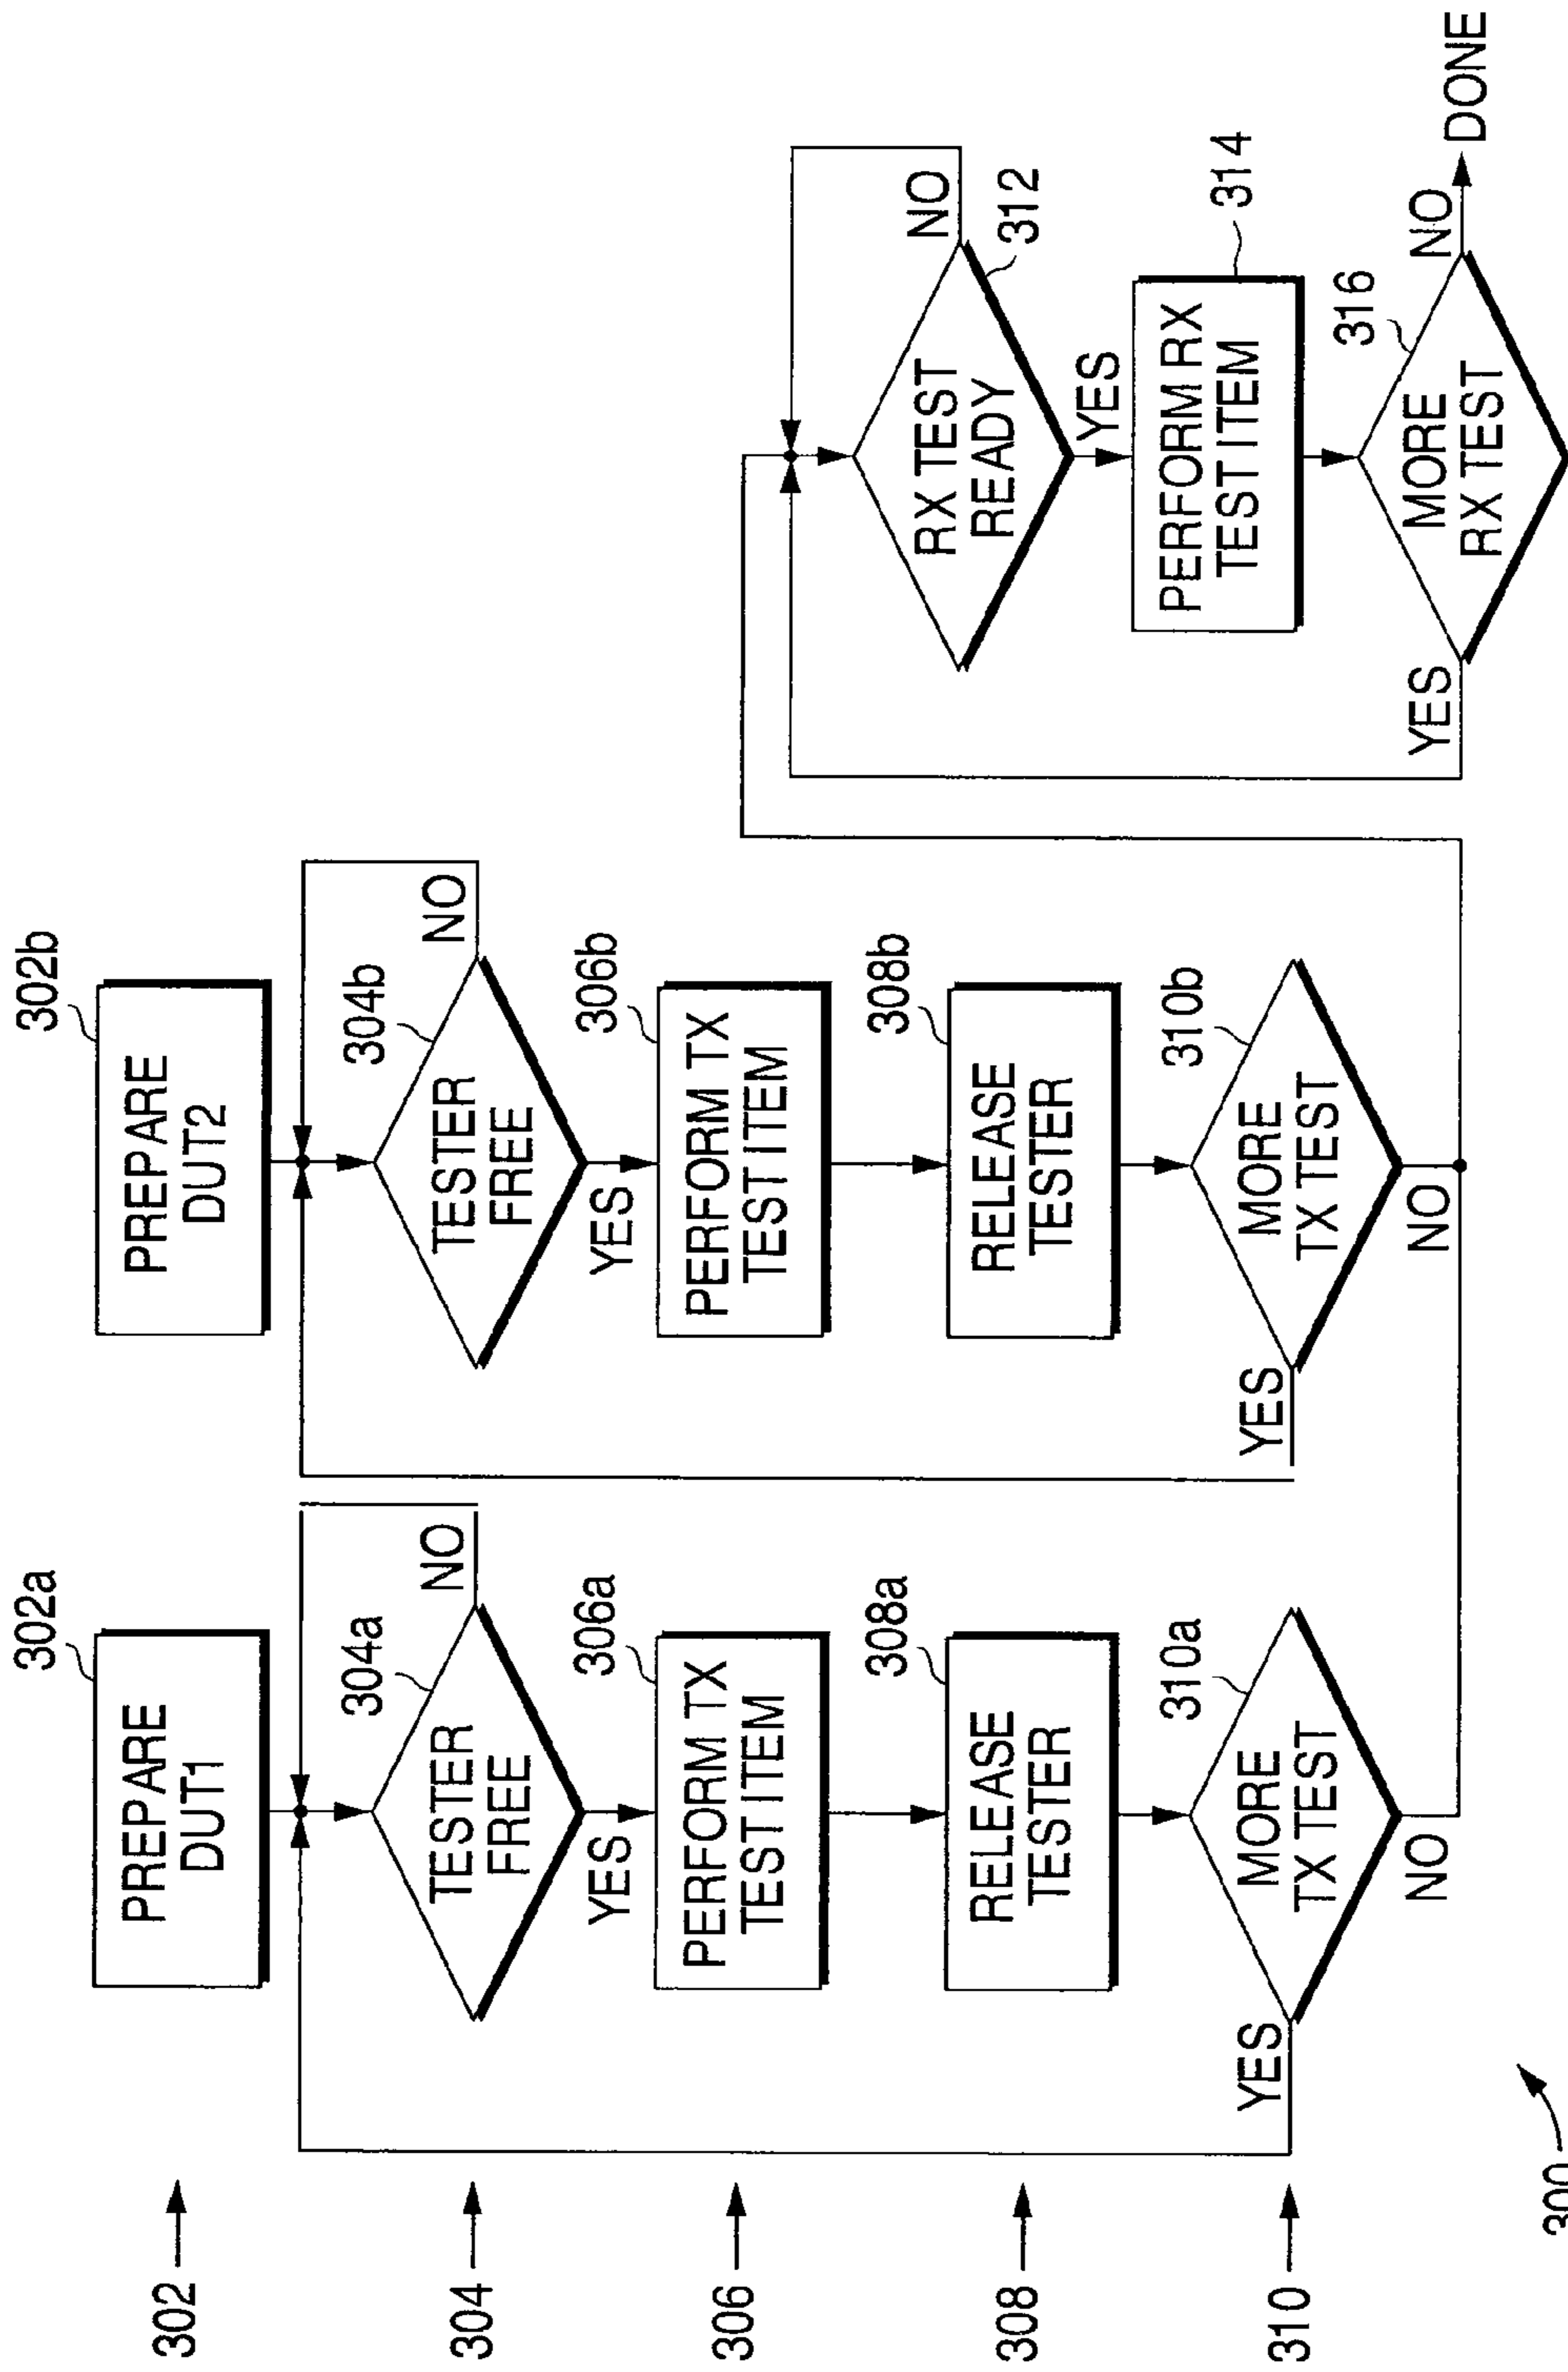 302
304
306
308
310
300
302a
PREPARE
DUT1
304a
TESTER
FREE
NO
YES
306a
PERFORM TX
TEST ITEM
308a
RELEASE
TESTER
310a
MORE
TX TEST
YES
NO
302b
PREPARE
DUT2
304b
TESTER
FREE
NO
YES
306b
PERFORM TX
TEST ITEM
308b
RELEASE
TESTER
310b
MORE
TX TEST
YES
NO
RX TEST
READY
NO
312
YES
PERFORM RX
TEST ITEM
314
316
MORE
RX TEST
YES
NO
DONE